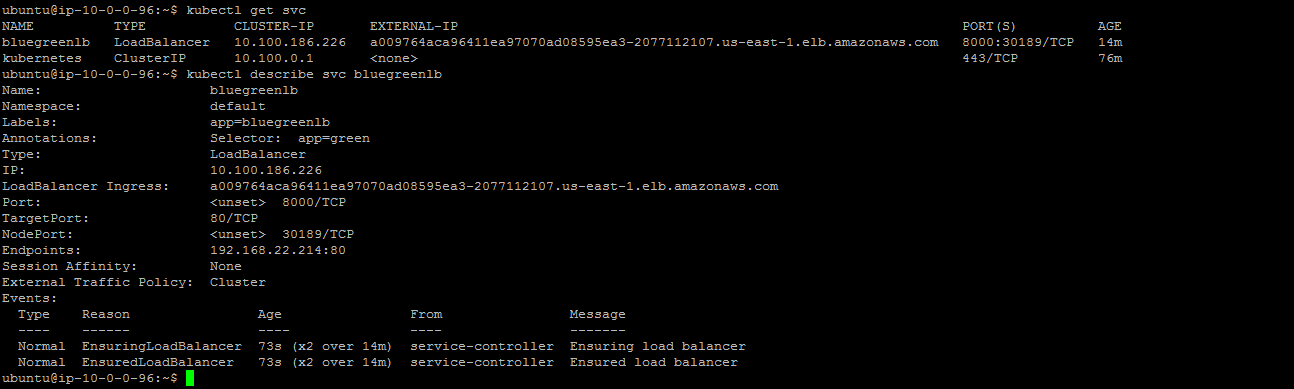 ubuntu@ip-10-0-0-96:~$ kubectl get svc
NAME TYPE CLUSTER-IP EXTERNAL-IP PORT(S) AGE
bluegreenlb LoadBalancer 10.100.186.226 a009764aca96411ea97070ad08595ea3-2077112107.us-east-1.elb.amazonaws.com 8000:30189/TCP 14m
kubernetes ClusterIP 10.100.0.1 <none> 443/TCP 76m
ubuntu@ip-10-0-0-96:~$ kubectl describe svc bluegreenlb
Name: bluegreenlb
Namespace: default
Labels: app=bluegreenlb
Annotations: Selector: app=green
Type: LoadBalancer
IP: 10.100.186.226
LoadBalancer Ingress: a009764aca96411ea97070ad08595ea3-2077112107.us-east-1.elb.amazonaws.com
Port: <unset> 8000/TCP
TargetPort: 80/TCP
NodePort: <unset> 30189/TCP
Endpoints: 192.168.22.214:80
Session Affinity: None
External Traffic Policy: Cluster
Events:
Type Reason Age From Message
---- ------ ---- ---- -------
Normal EnsuringLoadBalancer 73s (x2 over 14m) service-controller Ensuring load balancer
Normal EnsuredLoadBalancer 73s (x2 over 14m) service-controller Ensured load balancer
ubuntu@ip-10-0-0-96:~$